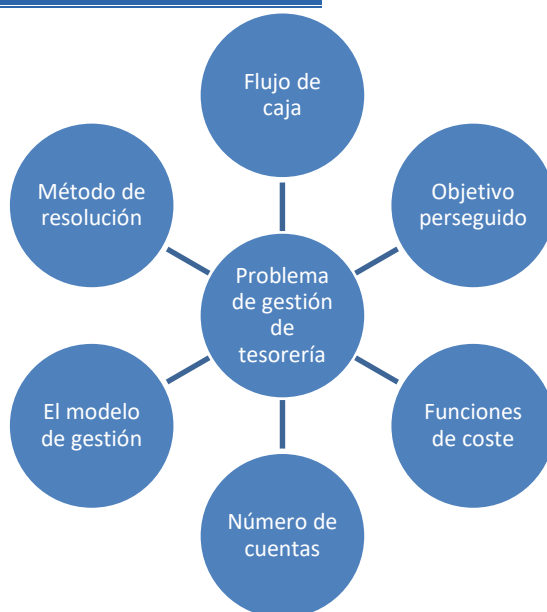 Flujo de
caja
Método de
resolución
Objetivo
perseguido
Problema
de gestión
de
tesorería
El modelo
de gestión
Funciones
de coste
Número de
cuentas